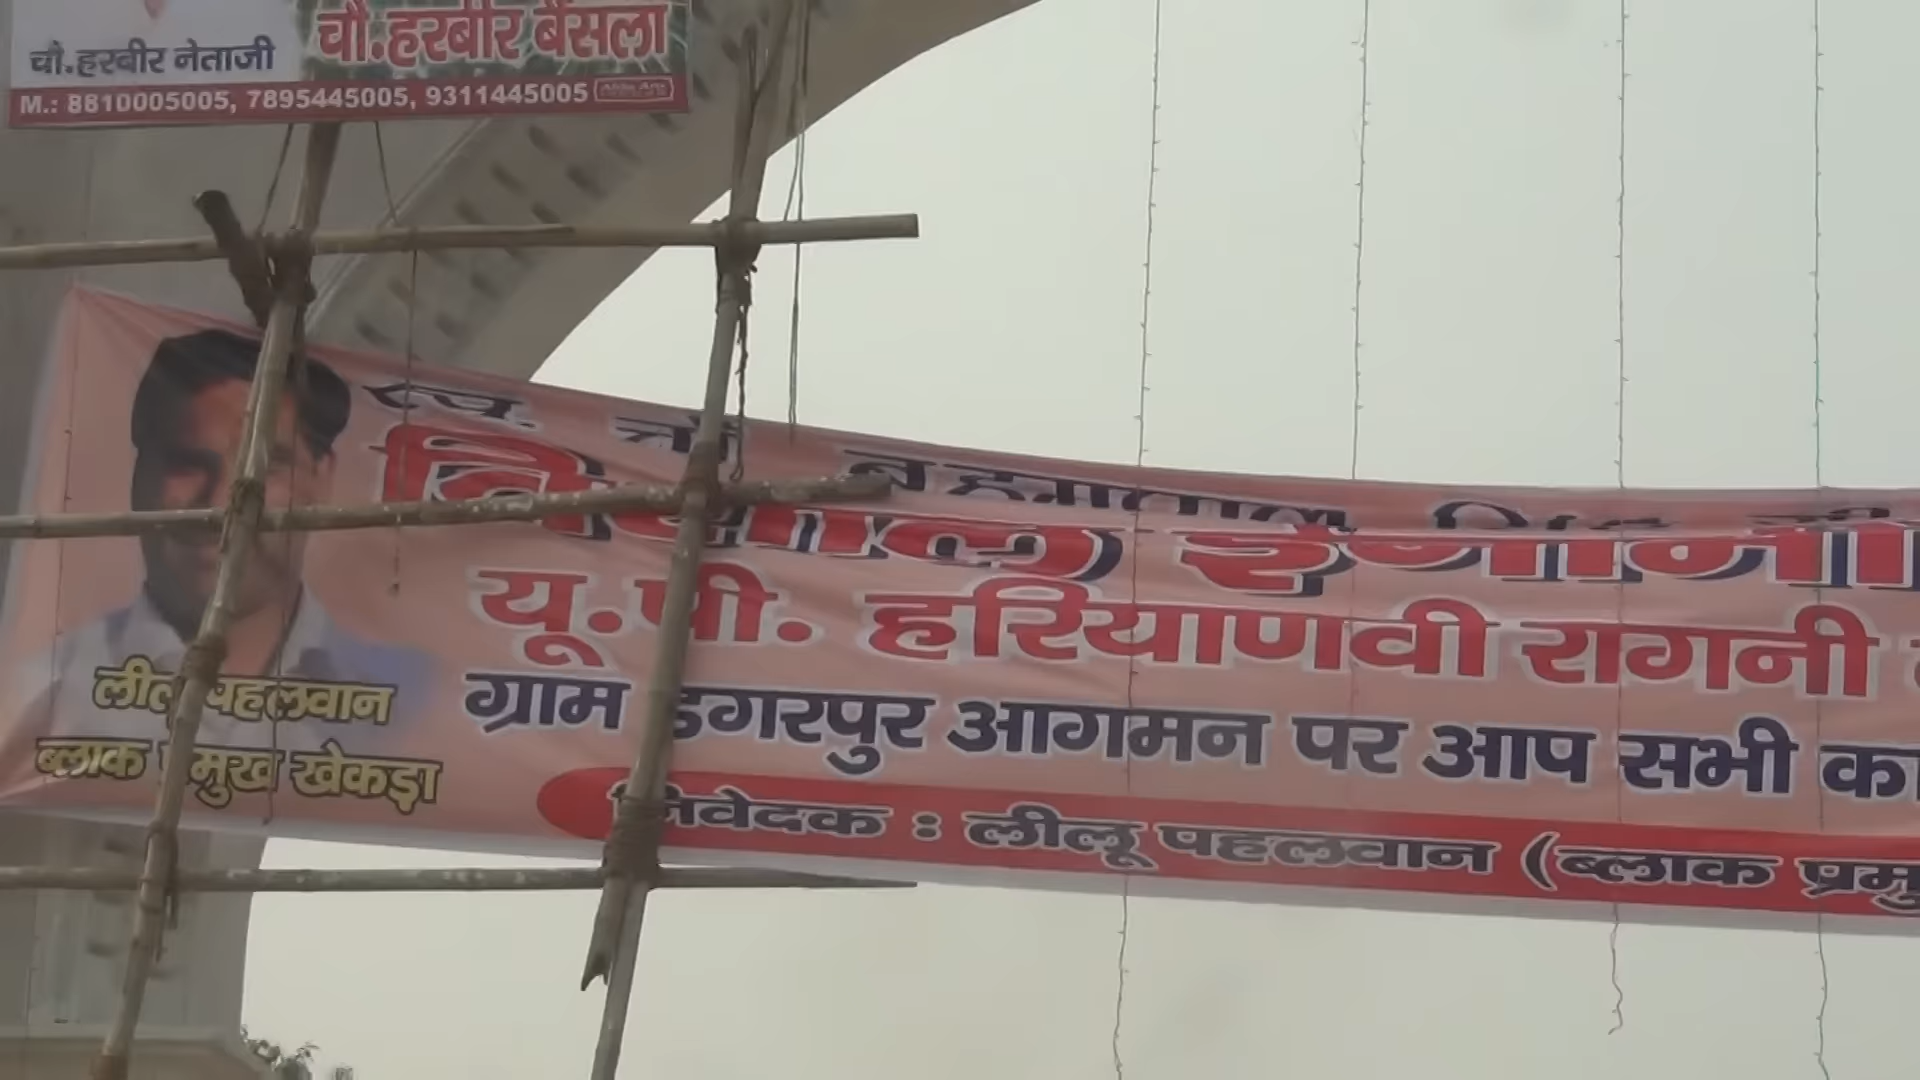 चौ.हरबीर नेताजी
चौ.हरबीर बैंसला
M.: 8810005005, 7895445005, 9311445005
विशाल ईनामी
यू.पी. हरियाणवी रागनी
ग्राम डगरपुर आगमन पर आप सभी का
लीलू पहलवान
ब्लाक प्रमुख खेकड़ा
निवेदक : लीलू पहलवान (ब्लाक प्रमु